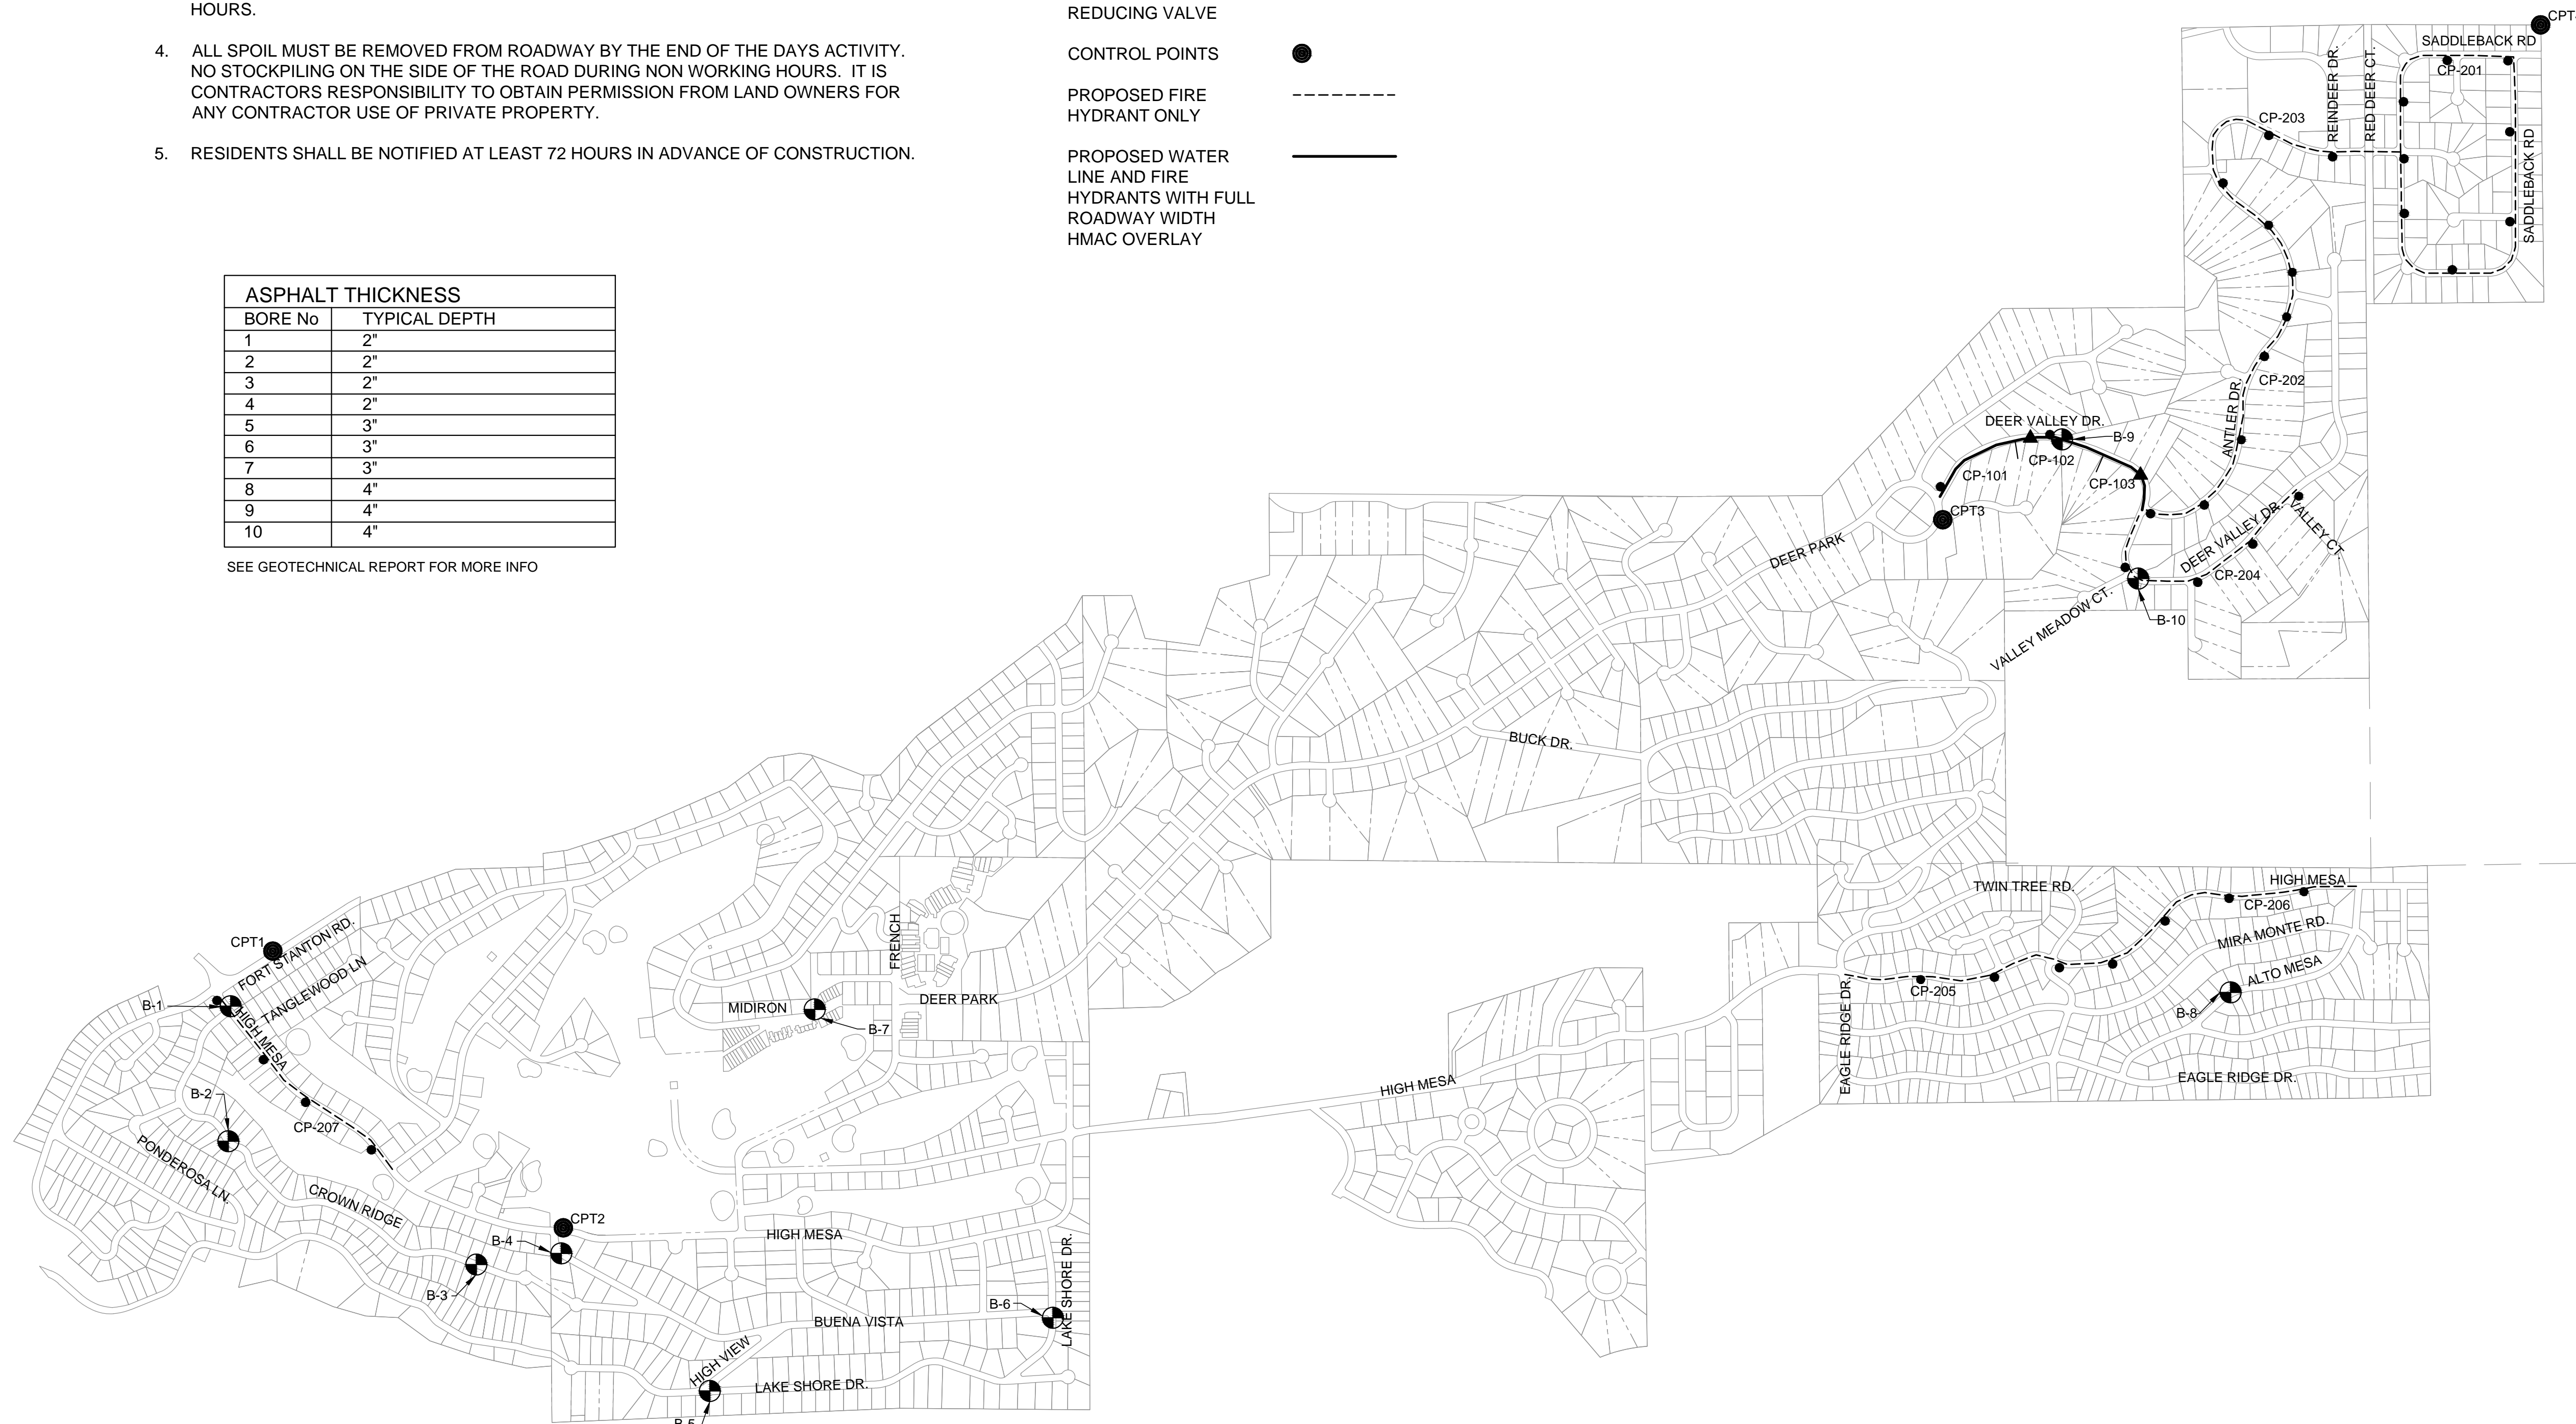 HOURS.
4. ALL SPOIL MUST BE REMOVED FROM ROADWAY BY THE END OF THE DAYS ACTIVITY.
NO STOCKPILING ON THE SIDE OF THE ROAD DURING NON WORKING HOURS. IT IS
CONTRACTORS RESPONSIBILITY TO OBTAIN PERMISSION FROM LAND OWNERS FOR
ANY CONTRACTOR USE OF PRIVATE PROPERTY.
5. RESIDENTS SHALL BE NOTIFIED AT LEAST 72 HOURS IN ADVANCE OF CONSTRUCTION.
REDUCING VALVE
CONTROL POINTS
PROPOSED FIRE
HYDRANT ONLY
PROPOSED WATER
LINE AND FIRE
HYDRANTS WITH FULL
ROADWAY WIDTH
HMAC OVERLAY
ASPHALT THICKNESS
BORE No TYPICAL DEPTH
1 2"
2 2"
3 2"
4 2"
5 3"
6 3"
7 3"
8 4"
9 4"
10 4"
SEE GEOTECHNICAL REPORT FOR MORE INFO
SADDLEBACK RD
CP-201
REINDEER DR.
RED DEER CT.
CP-203
SADDLEBACK RD
CP-202
ANTLER DR.
DEER VALLEY DR.
B-9
CP-102
CP-101
CP-103
CPT3
DEER PARK
DEER VALLEY DR.
VALLEY CT.
CP-204
VALLEY MEADOW CT.
B-10
BUCK DR.
TWIN TREE RD.
HIGH MESA
CP-206
MIRA MONTE RD.
ALTO MESA
CP-205
B-8
EAGLE RIDGE DR.
EAGLE RIDGE DR.
HIGH MESA
FRENCH
DEER PARK
MIDIRON
B-7
CPT1
FORT STANTON RD.
TANGLEWOOD LN
B-1
HIGH MESA
B-2
CP-207
PONDEROSA LN.
CROWN RIDGE
CPT2
B-4
B-3
HIGH MESA
B-6
LAKE SHORE DR.
BUENA VISTA
HIGH VIEW
LAKE SHORE DR.